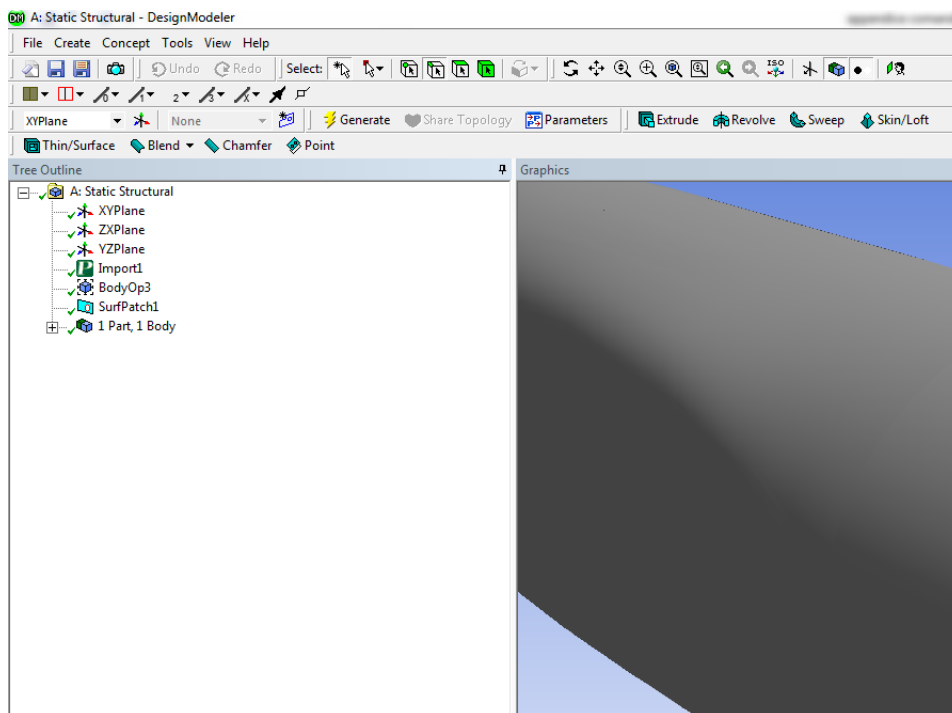 A: Static Structural - DesignModeler
File Create Concept Tools View Help
Undo Redo Select: ISO
XYPlane None Generate Share Topology Parameters Extrude Revolve Sweep Skin/Loft
Thin/Surface Blend Chamfer Point
Tree Outline Graphics
A: Static Structural
XYPlane
ZXPlane
YZPlane
Import1
BodyOp3
SurfPatch1
1 Part, 1 Body